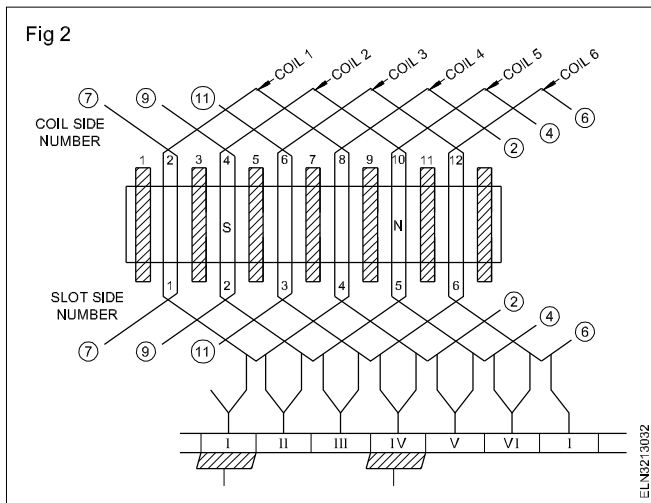 Fig 2
COIL 1 COIL 2 COIL 3 COIL 4 COIL 5 COIL 6
7 9 11 6
4
2
COIL SIDE
NUMBER
1 2 3 4 5 6 7 8 9 10 11 12
S N
1 2 3 4 5 6
SLOT SIDE
NUMBER
7 9 11 2 4 6
I II III IV V VI I
ELN3213032